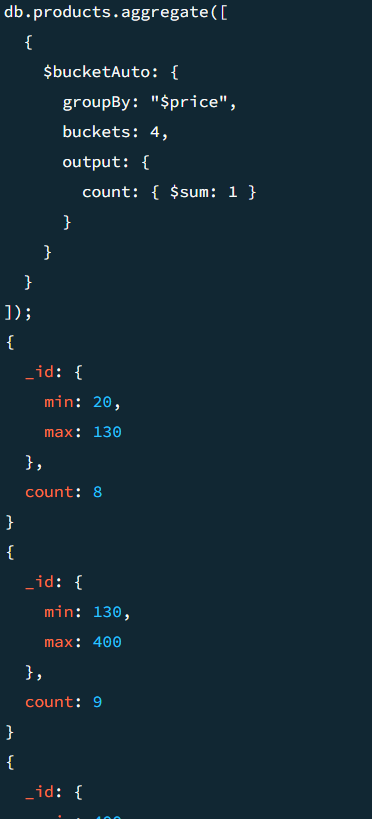 db.products.aggregate([
  {
    $bucketAuto: {
      groupBy: "$price",
      buckets: 4,
      output: {
        count: { $sum: 1 }
      }
    }
  }
]);
{
  _id: {
    min: 20,
    max: 130
  },
  count: 8
}
{
  _id: {
    min: 130,
    max: 400
  },
  count: 9
}
{
  _id: {